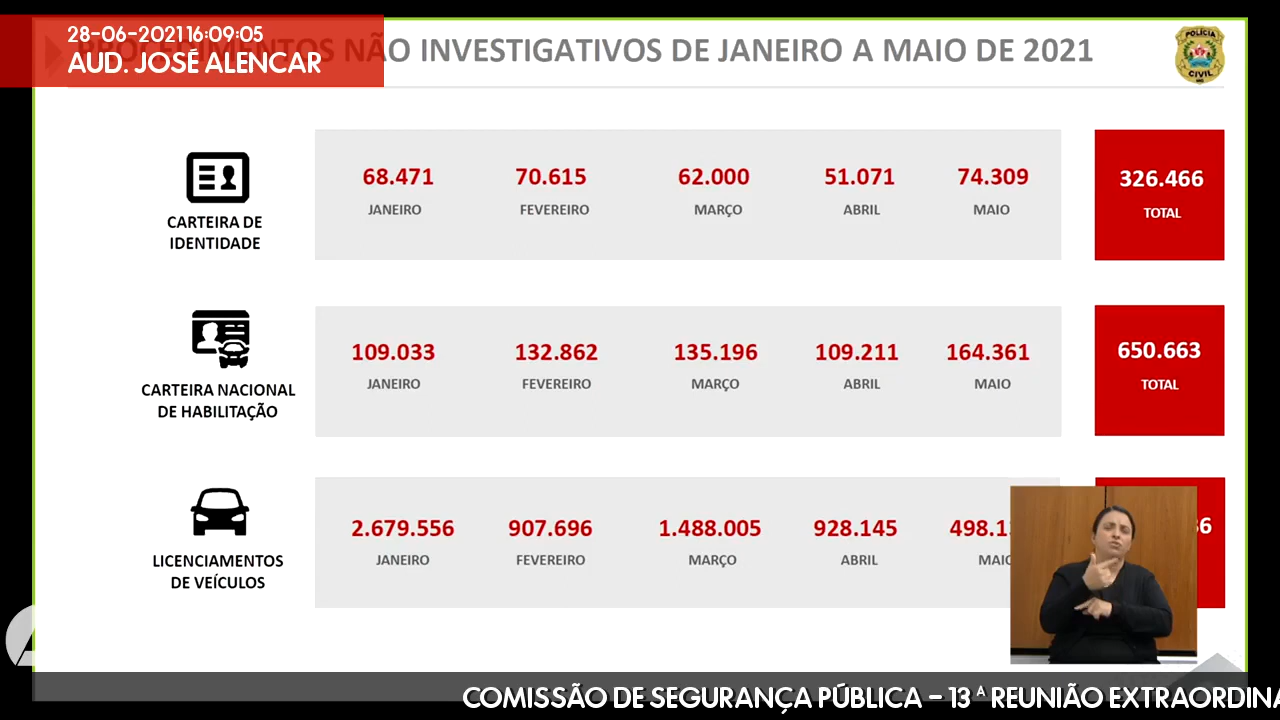 28-06-2021 16:09:05
AUD. JOSÉ ALENCAR
NÃO INVESTIGATIVOS DE JANEIRO A MAIO DE 2021
POLÍCIA
CIVIL
CARTEIRA DE
IDENTIDADE
68.471 70.615 62.000 51.071 74.309
JANEIRO FEVEREIRO MARÇO ABRIL MAIO
326.466
TOTAL
CARTEIRA NACIONAL
DE HABILITAÇÃO
109.033 132.862 135.196 109.211 164.361
JANEIRO FEVEREIRO MARÇO ABRIL MAIO
650.663
TOTAL
LICENCIAMENTOS
DE VEÍCULOS
2.679.556 907.696 1.488.005 928.145
JANEIRO FEVEREIRO MARÇO ABRIL
COMISSÃO DE SEGURANÇA PÚBLICA - 13ª REUNIÃO